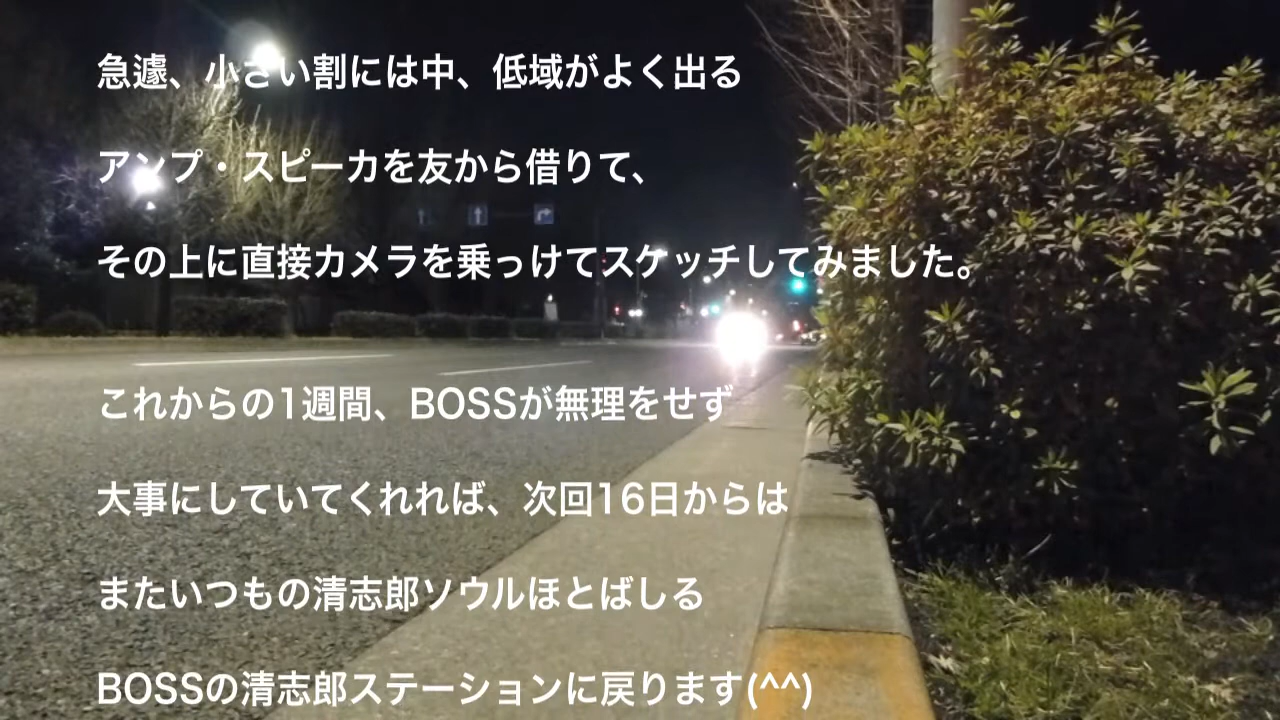 急遽、小さい割には中、低域がよく出る
アンプ・スピーカを友から借りて、
その上に直接カメラを乗っけてスケッチしてみました。
これからの1週間、BOSSが無理をせず
大事にしていてくれれば、次回16日からは
またいつもの清志郎ソウルほとばしる
BOSSの清志郎ステーションに戻ります(^^)